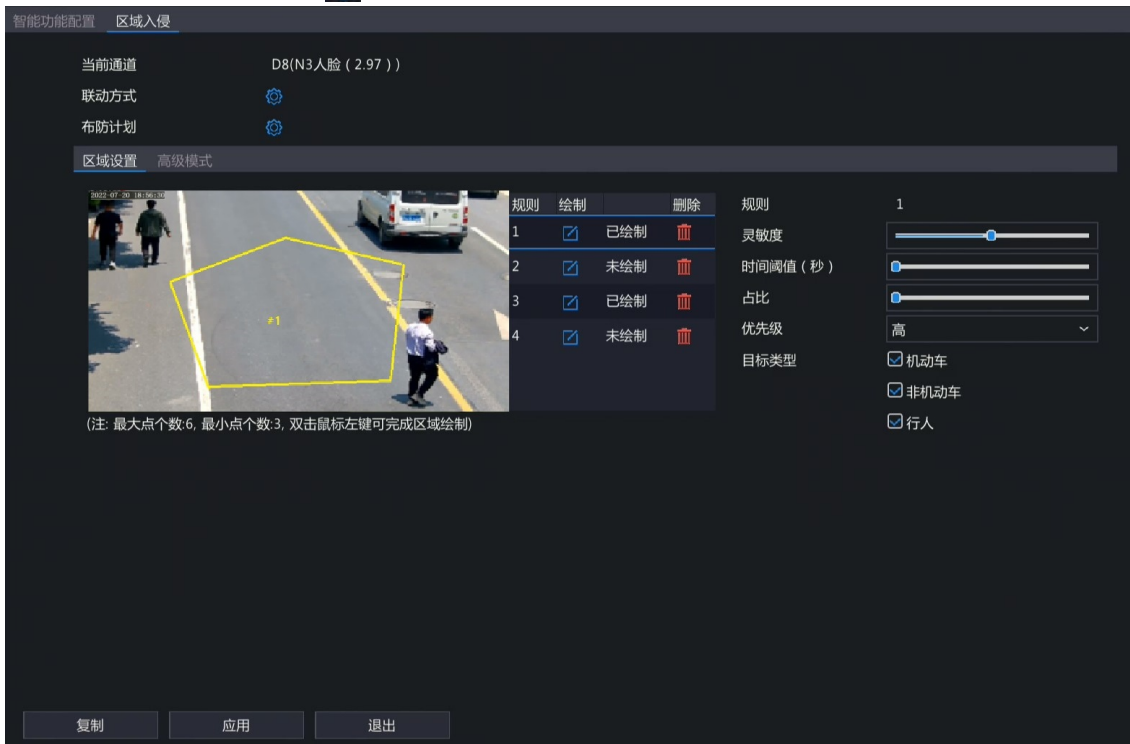 智能功能配置 区域入侵
当前通道 D8(N3人脸(2.97))
联动方式
布防计划
区域设置 高级模式
2022-07-20 18:56:30
≠1
规则 绘制 删除
1 已绘制
2 未绘制
3 已绘制
4 未绘制
(注: 最大点个数:6, 最小点个数:3, 双击鼠标左键可完成区域绘制)
规则 1
灵敏度
时间阈值(秒)
占比
优先级 高
目标类型 机动车
非机动车
行人
复制 应用 退出